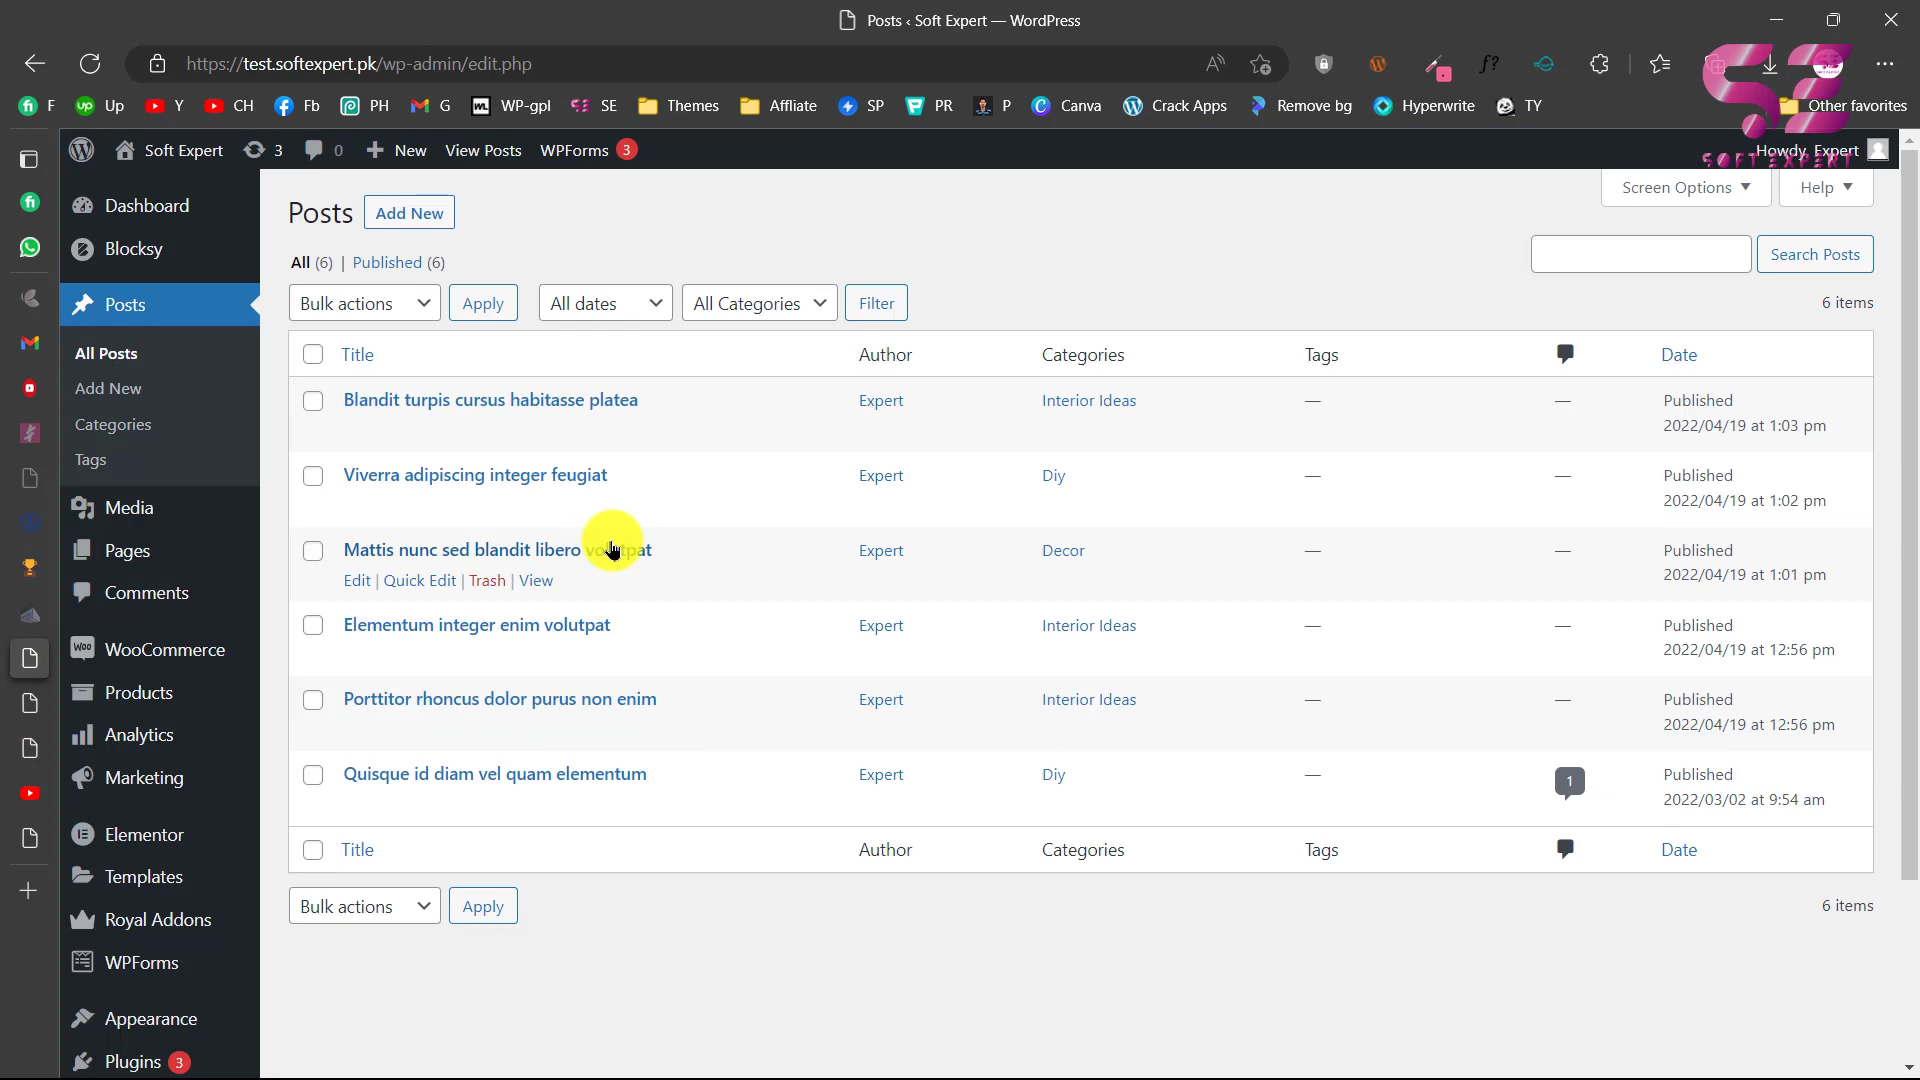 Posts ‹ Soft Expert — WordPress
https://test.softexpert.pk/wp-admin/edit.php
F Up Y CH Fb PH G WP-gpl SE Themes Affliate SP PR P Canva Crack Apps Remove bg Hyperwrite TY Other favorites
Soft Expert 3 0 New View Posts WPForms 3 Howdy, Expert
SOFT EXPERT
Screen Options Help
Dashboard
Blocksy
Posts
All Posts
Add New
Categories
Tags
Media
Pages
Comments
WooCommerce
Products
Analytics
Marketing
Elementor
Templates
Royal Addons
WPForms
Appearance
Plugins 3
Posts Add New
All (6) | Published (6)
Search Posts
Bulk actions Apply All dates All Categories Filter 6 items
Title Author Categories Tags Date
Blandit turpis cursus habitasse platea Expert Interior Ideas — — Published
2022/04/19 at 1:03 pm
Viverra adipiscing integer feugiat Expert Diy — — Published
2022/04/19 at 1:02 pm
Mattis nunc sed blandit libero volutpat Expert Decor — — Published
Edit | Quick Edit | Trash | View 2022/04/19 at 1:01 pm
Elementum integer enim volutpat Expert Interior Ideas — — Published
2022/04/19 at 12:56 pm
Porttitor rhoncus dolor purus non enim Expert Interior Ideas — — Published
2022/04/19 at 12:56 pm
Quisque id diam vel quam elementum Expert Diy — 1 Published
2022/03/02 at 9:54 am
Title Author Categories Tags Date
Bulk actions Apply 6 items